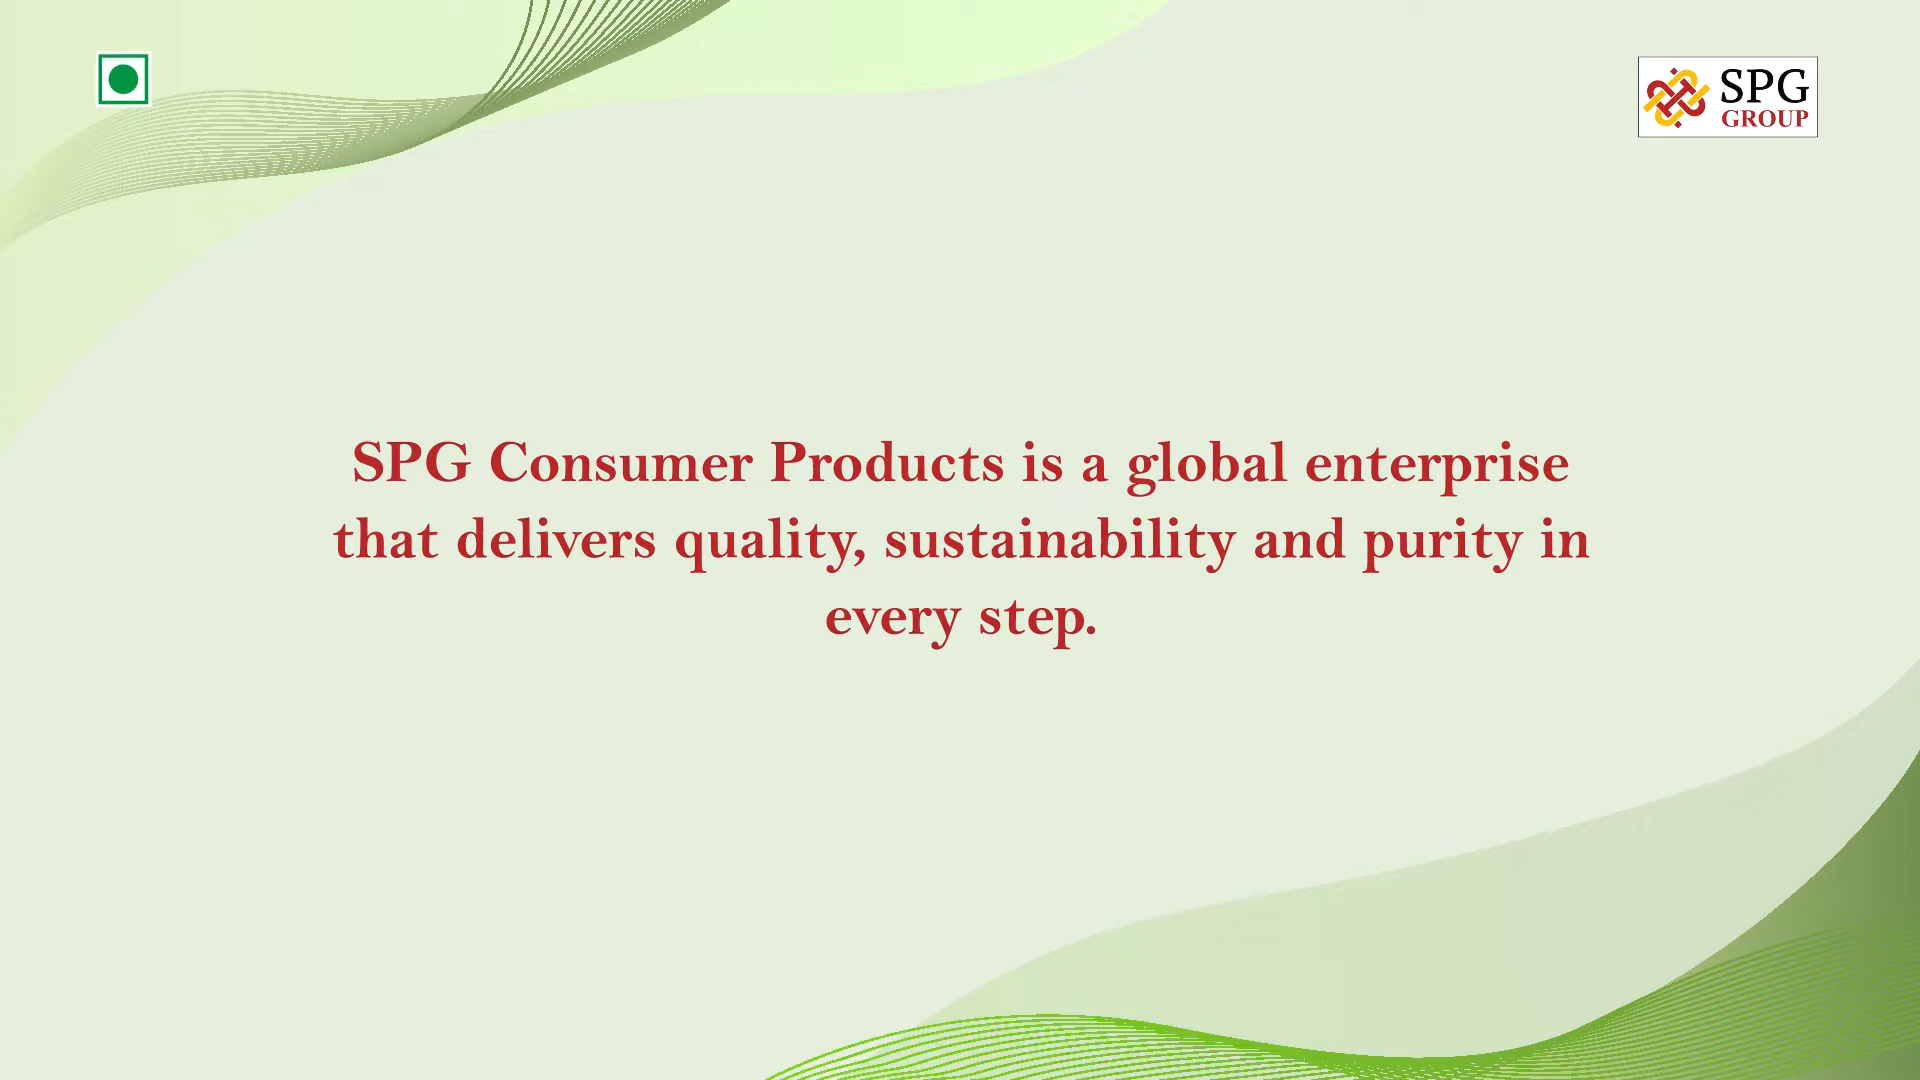 SPG
GROUP
SPG Consumer Products is a global enterprise
that delivers quality, sustainability and purity in
every step.